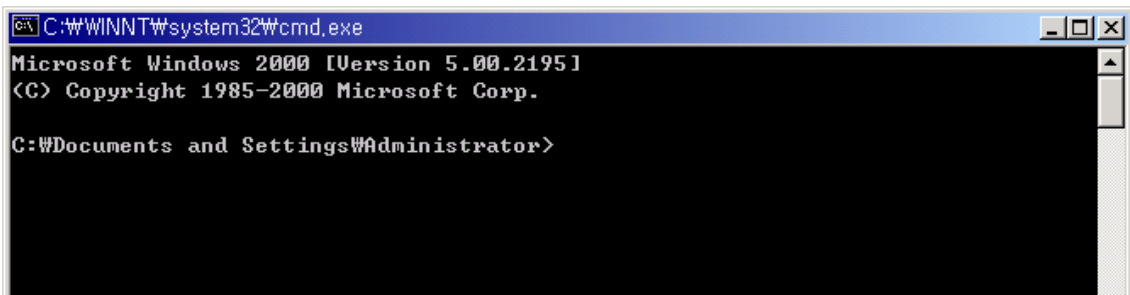 C:₩WINNT₩system32₩cmd.exe
Microsoft Windows 2000 [Version 5.00.2195]
(C) Copyright 1985-2000 Microsoft Corp.
C:₩Documents and Settings₩Administrator>